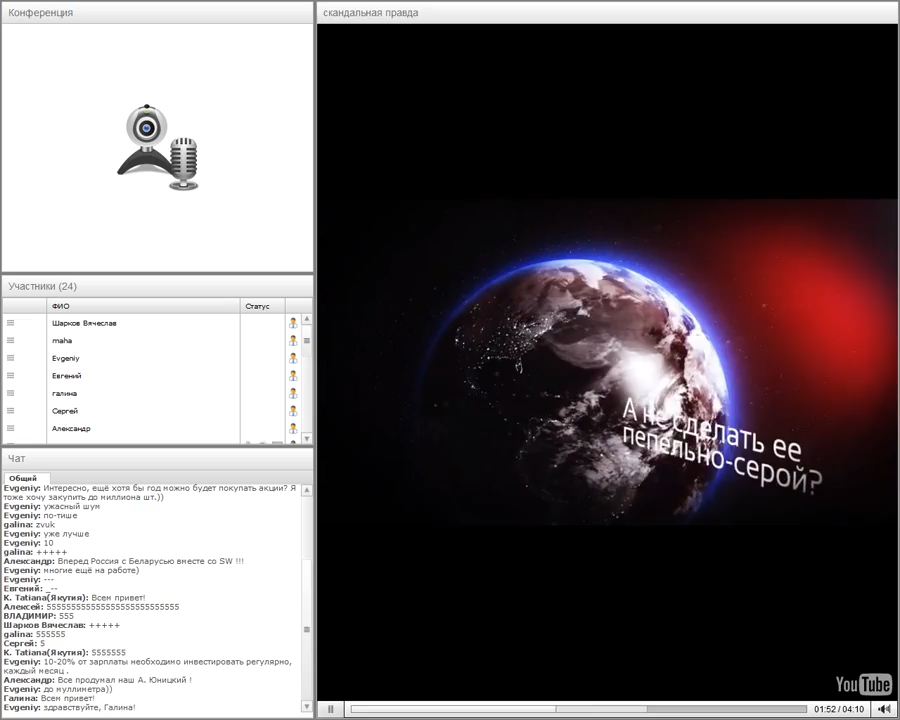 Конференция
скандальная правда
А не сделать ее
пепельно-серой?
YouTube
01:52 / 04:10
Участники (24)
ФИО Статус
Шарков Вячеслав
maha
Evgeniy
Евгений
галина
Сергей
Александр
Чат
Общий
Evgeniy: Интересно, ещё хотя бы год можно будет покупать акции? Я
тоже хочу закупить до миллиона шт.))
Evgeniy: ужасный шум
Evgeniy: по-тише
galina: zvuk
Evgeniy: уже лучше
Evgeniy: 10
galina: +++++
Александр: Вперед Россия с Беларусью вместе со SW !!!
Evgeniy: многие ещё на работе)
Evgeniy: ---
Евгений: _--
K. Tatiana(Якутия): Всем привет!
Алексей: 55555555555555555555555555555
ВЛАДИМИР: 555
Шарков Вячеслав: +++++
galina: 555555
Сергей: 5
K. Tatiana(Якутия): 5555555
Evgeniy: 10-20% от зарплаты необходимо инвестировать регулярно,
каждый месяц .
Александр: Все продумал наш А. Юницкий !
Evgeniy: до муллиметра))
Галина: Всем привет!
Evgeniy: здравствуйте, Галина!